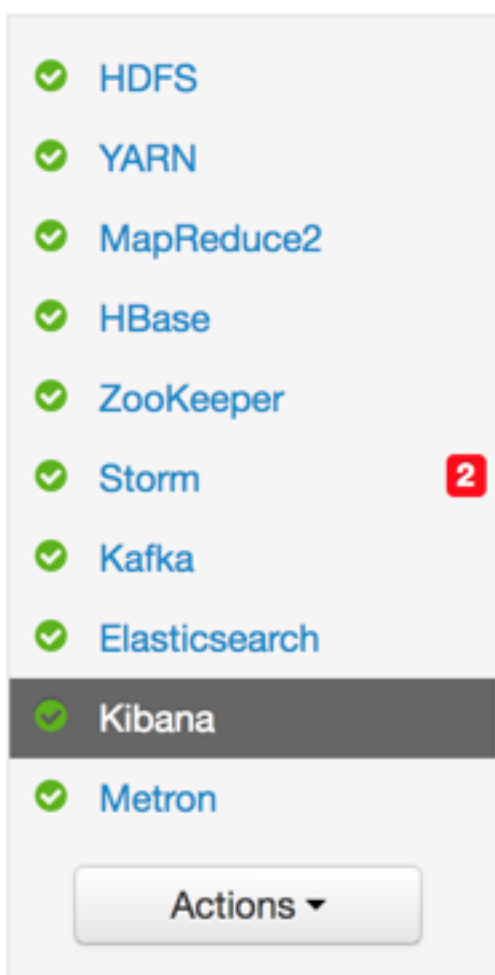 HDFS
YARN
MapReduce2
HBase
ZooKeeper
Storm 2
Kafka
Elasticsearch
Kibana
Metron
Actions